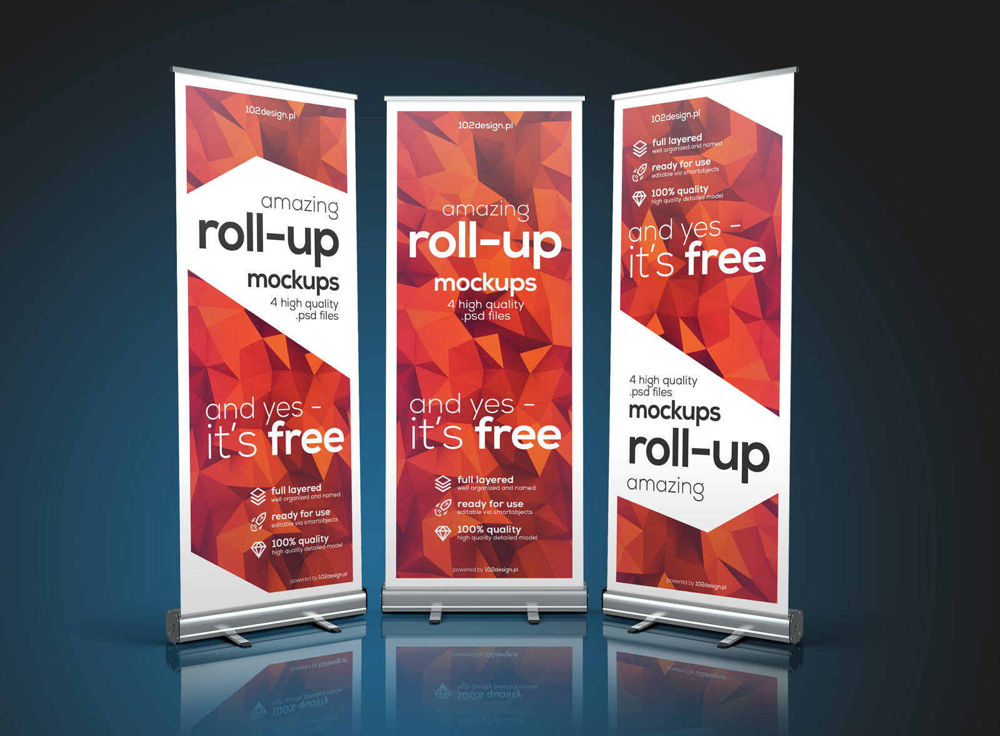 102design.pl
amazing
roll-up
mockups
4 high quality
.psd files
and yes -
it's free
full layered
well organized and named
ready for use
editable via smartobjects
100% quality
high quality detailed model
powered by 102design.pl
102design.pl
amazing
roll-up
mockups
4 high quality
.psd files
and yes -
it's free
full layered
well organized and named
ready for use
editable via smartobjects
100% quality
high quality detailed model
powered by 102design.pl
102design.pl
full layered
well organized and named
ready for use
editable via smartobjects
100% quality
high quality detailed model
and yes -
it's free
4 high quality
.psd files
mockups
roll-up
amazing
powered by 102design.pl